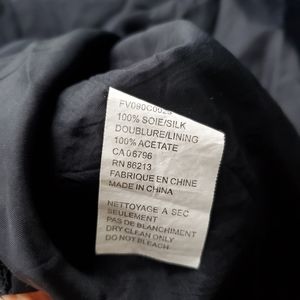 FV090C0623
100% SOIE/SILK
DOUBLURE/LINING
100% ACETATE
CA 06796
RN 86213
FABRIQUE EN CHINE
MADE IN CHINA
NETTOYAGE A SEC
SEULEMENT
PAS DE BLANCHIMENT
DRY CLEAN ONLY
DO NOT BLEACH